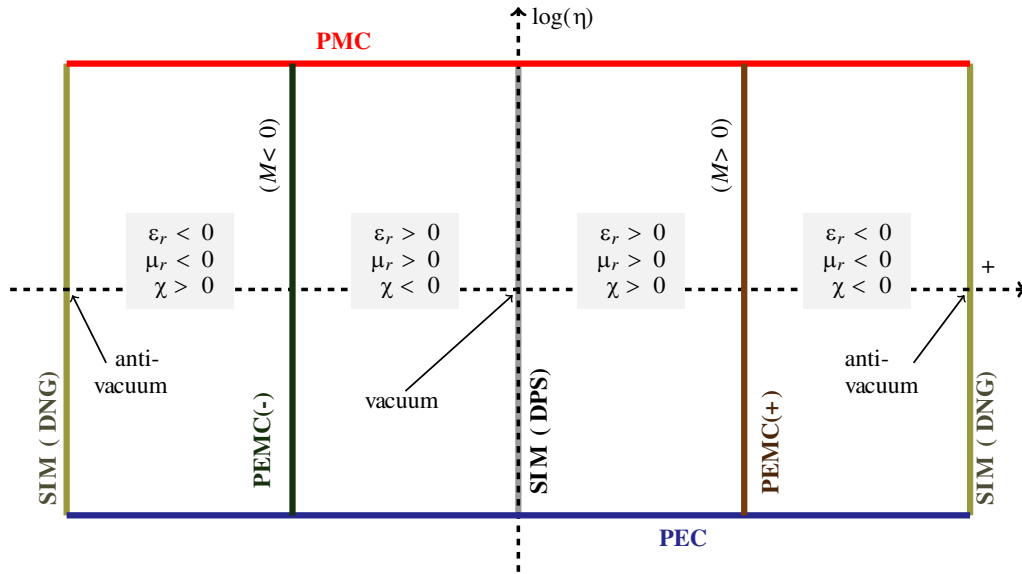 log(η)
PMC
(M< 0)
(M> 0)
εr < 0
μr < 0
χ > 0
εr > 0
μr > 0
χ < 0
εr > 0
μr > 0
χ > 0
εr < 0
μr < 0
χ < 0
+
anti-
vacuum
vacuum
anti-
vacuum
SIM ( DNG)
PEMC(-)
SIM ( DPS)
PEMC(+)
SIM ( DNG)
PEC